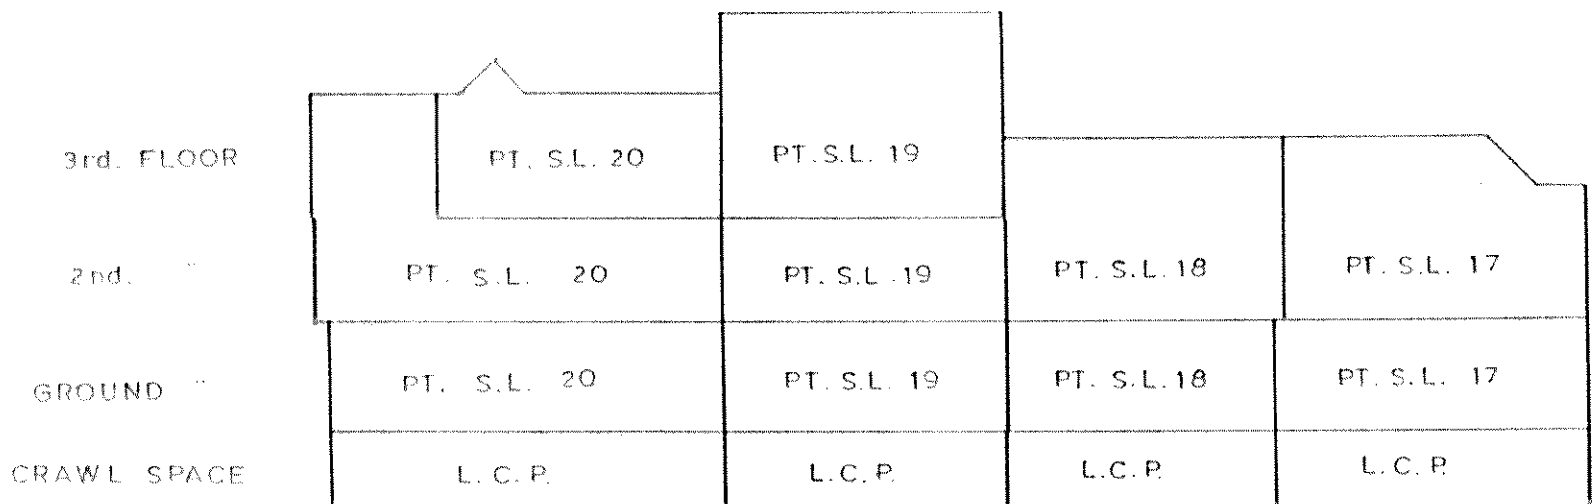 3rd. FLOOR PT. S.L. 20 PT. S.L. 19
2nd. " PT. S.L. 20 PT. S.L. 19 PT. S.L. 18 PT. S.L. 17
GROUND " PT. S.L. 20 PT. S.L. 19 PT. S.L. 18 PT. S.L. 17
CRAWL SPACE L.C.P. L.C.P. L.C.P. L.C.P.